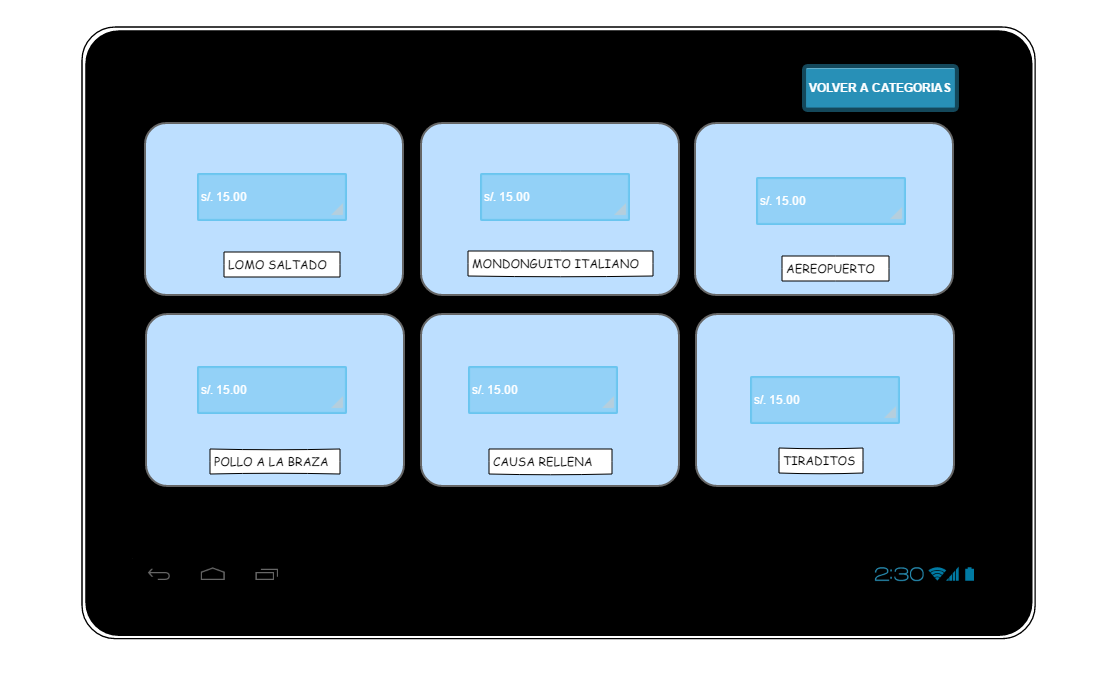 VOLVER A CATEGORIAS
s/. 15.00
s/. 15.00
s/. 15.00
LOMO SALTADO
MONDONGUITO ITALIANO
AEREOPUERTO
s/. 15.00
s/. 15.00
s/. 15.00
POLLO A LA BRAZA
CAUSA RELLENA
TIRADITOS
2:30